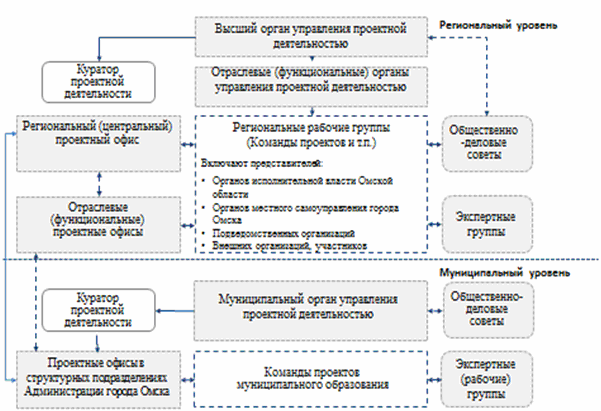 Региональный уровень
Высший орган управления проектной
деятельностью
Куратор
проектной
деятельности
Отраслевые (функциональные) органы
управления проектной деятельностью
Региональный (центральный)
проектный офис
Региональные рабочие группы
(Команды проектов и т.п.)
Включают представителей:
• Органов исполнительной власти Омской
области
• Органов местного самоуправления города
Омска
• Подведомственных организаций
• Внешних организаций, участников
Общественно
-деловые
советы
Отраслевые
(функциональные)
проектные офисы
Экспертные
группы
Муниципальный уровень
Куратор
проектной
деятельности
Муниципальный орган управления
проектной деятельностью
Общественно-
деловые
советы
Проектные офисы в
структурных подразделениях
Администрации города Омска
Команды проектов
муниципального образования
Экспертные
(рабочие)
группы